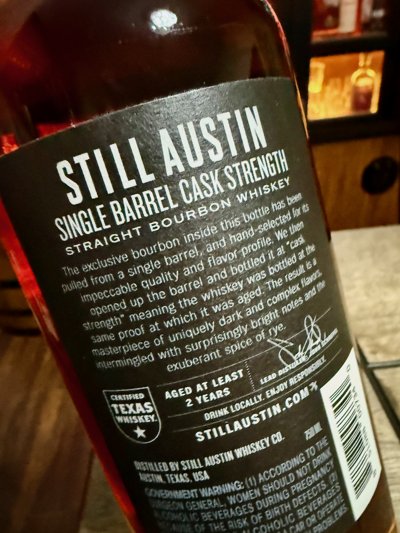 STILL AUSTIN
SINGLE BARREL CASK STRENGTH
STRAIGHT BOURBON WHISKEY
The exclusive bourbon inside this bottle has been
pulled from a single barrel, and hand-selected for its
impeccable quality and flavor profile. We then
opened up the barrel and bottled it at "cask
strength" meaning the whiskey was bottled at the
same proof at which it was aged. The result is a
masterpiece of uniquely dark and complex flavors,
intermingled with surprisingly bright notes and the
exuberant spice of rye.
CERTIFIED
TEXAS
WHISKEY
AGED AT LEAST
2 YEARS
LEAD DISTILLER
DRINK LOCALLY. ENJOY RESPONSIBLY.
STILLAUSTIN.COM
DISTILLED BY STILL AUSTIN WHISKEY CO.
AUSTIN, TEXAS, USA
750ML
GOVERNMENT WARNING: (1) ACCORDING TO THE
SURGEON GENERAL, WOMEN SHOULD NOT DRINK
ALCOHOLIC BEVERAGES DURING PREGNANCY
BECAUSE OF THE RISK OF BIRTH DEFECTS. (2)
ALCOHOLIC BEVERAGES
A CAR OR OPERATE
PROBLEMS.